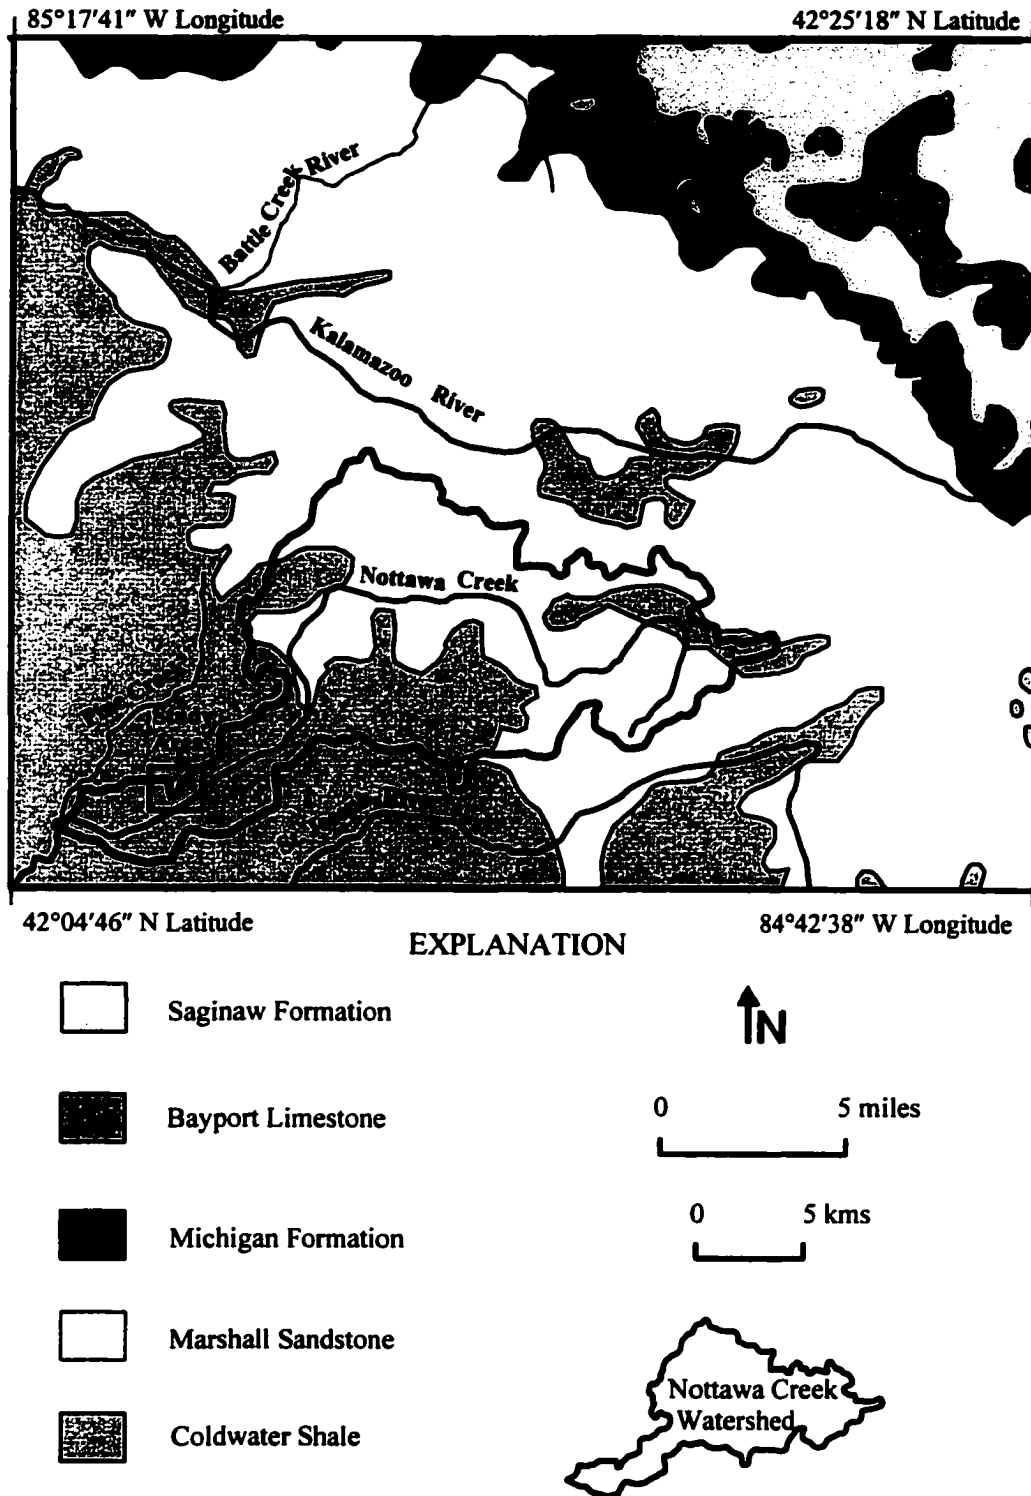 85°17'41" W Longitude
42°25'18" N Latitude
Battle Creek River
Kalamazoo River
Nottawa Creek
Study
Area
42°04'46" N Latitude
84°42'38" W Longitude
EXPLANATION
Saginaw Formation
N
Bayport Limestone
0 5 miles
Michigan Formation
0 5 kms
Marshall Sandstone
Nottawa Creek
Watershed
Coldwater Shale